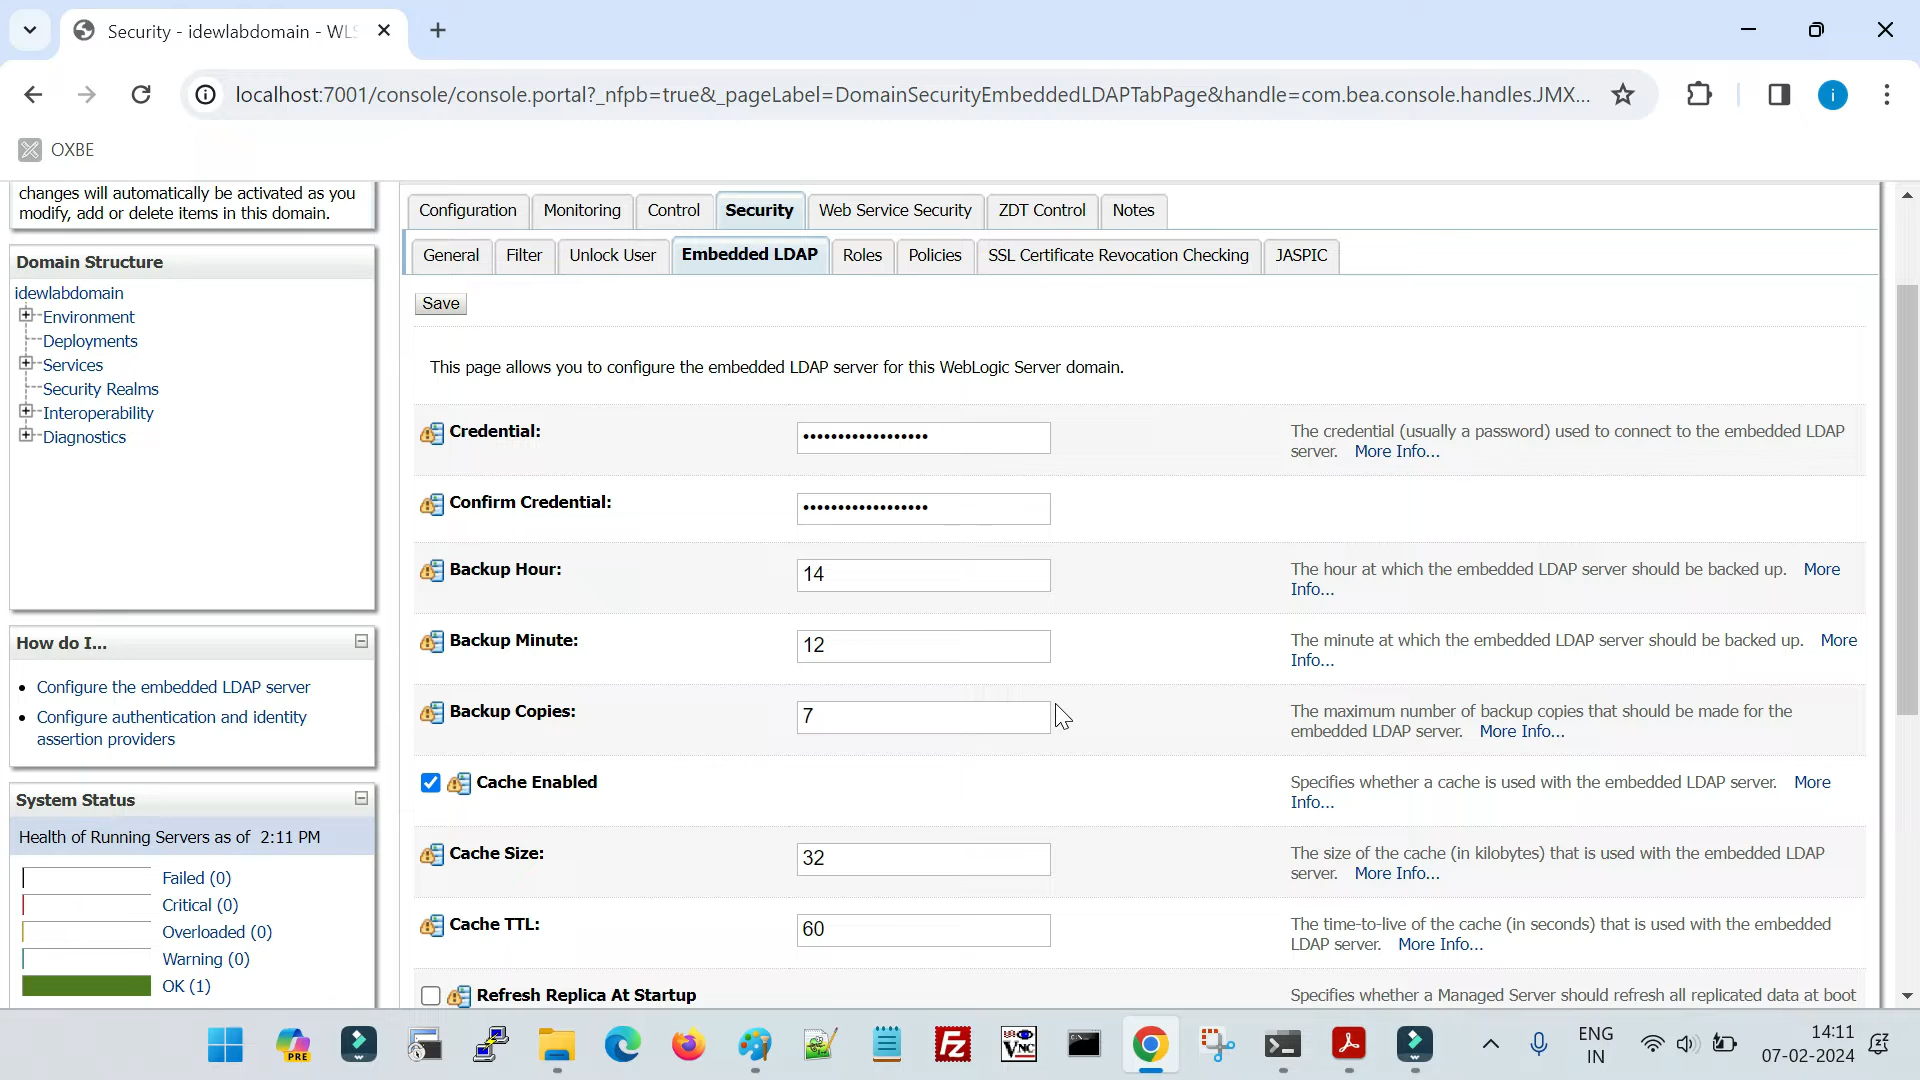 Security - idewlabdomain - WLS
localhost:7001/console/console.portal?_nfpb=true&_pageLabel=DomainSecurityEmbeddedLDAPTabPage&handle=com.bea.console.handles.JMX...
i
OXBE
changes will automatically be activated as you
modify, add or delete items in this domain.
Domain Structure
idewlabdomain
Environment
Deployments
Services
Security Realms
Interoperability
Diagnostics
How do I...
Configure the embedded LDAP server
Configure authentication and identity
assertion providers
System Status
Health of Running Servers as of 2:11 PM
Failed (0)
Critical (0)
Overloaded (0)
Warning (0)
OK (1)
Configuration Monitoring Control Security Web Service Security ZDT Control Notes
General Filter Unlock User Embedded LDAP Roles Policies SSL Certificate Revocation Checking JASPIC
Save
This page allows you to configure the embedded LDAP server for this WebLogic Server domain.
Credential: •••••••••••••••••• The credential (usually a password) used to connect to the embedded LDAP
server. More Info...
Confirm Credential: ••••••••••••••••••
Backup Hour: 14 The hour at which the embedded LDAP server should be backed up. More
Info...
Backup Minute: 12 The minute at which the embedded LDAP server should be backed up. More
Info...
Backup Copies: 7 The maximum number of backup copies that should be made for the
embedded LDAP server. More Info...
Cache Enabled Specifies whether a cache is used with the embedded LDAP server. More
Info...
Cache Size: 32 The size of the cache (in kilobytes) that is used with the embedded LDAP
server. More Info...
Cache TTL: 60 The time-to-live of the cache (in seconds) that is used with the embedded
LDAP server. More Info...
Refresh Replica At Startup Specifies whether a Managed Server should refresh all replicated data at boot
PRE
Fz
VNC
ENG
IN
14:11
07-02-2024